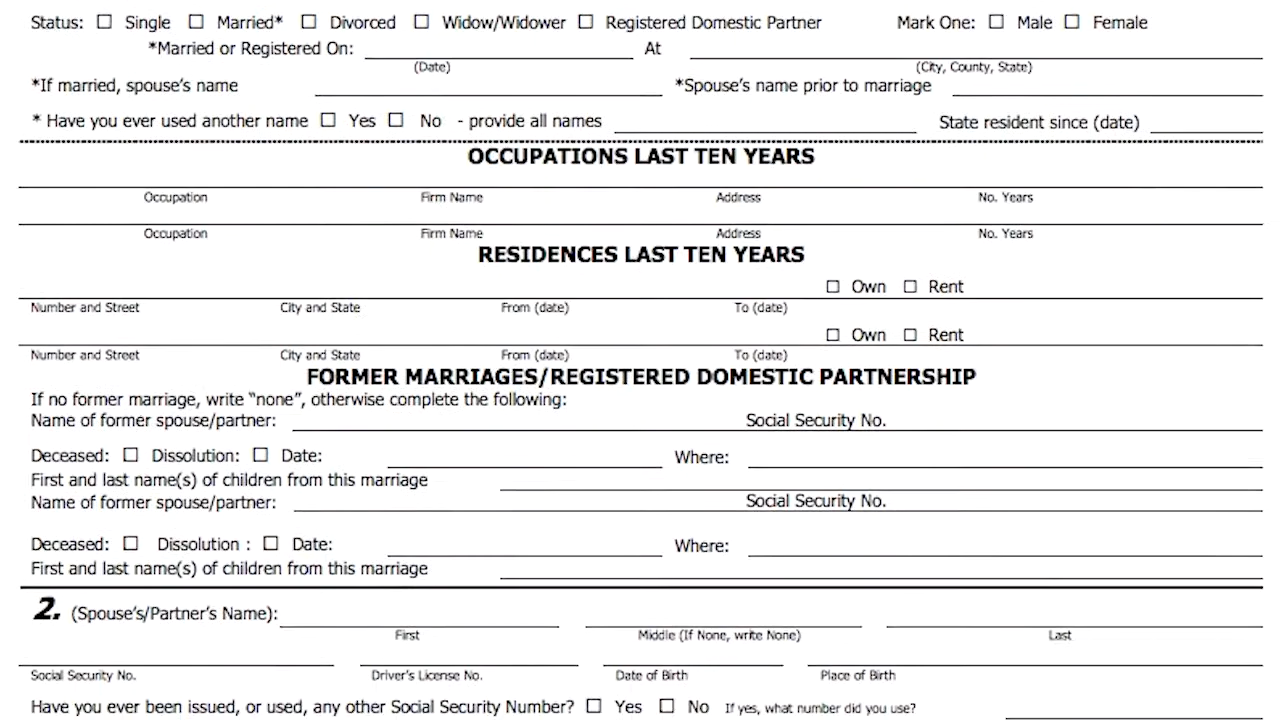 Status: ☐ Single ☐ Married* ☐ Divorced ☐ Widow/Widower ☐ Registered Domestic Partner Mark One: ☐ Male ☐ Female
*Married or Registered On: At
(Date) (City, County, State)
*If married, spouse's name *Spouse's name prior to marriage
* Have you ever used another name ☐ Yes ☐ No - provide all names State resident since (date)
OCCUPATIONS LAST TEN YEARS
Occupation Firm Name Address No. Years
Occupation Firm Name Address No. Years
RESIDENCES LAST TEN YEARS
☐ Own ☐ Rent
Number and Street City and State From (date) To (date)
☐ Own ☐ Rent
Number and Street City and State From (date) To (date)
FORMER MARRIAGES/REGISTERED DOMESTIC PARTNERSHIP
If no former marriage, write “none”, otherwise complete the following:
Name of former spouse/partner: Social Security No.
Deceased: ☐ Dissolution: ☐ Date: Where:
First and last name(s) of children from this marriage
Name of former spouse/partner: Social Security No.
Deceased: ☐ Dissolution : ☐ Date: Where:
First and last name(s) of children from this marriage
2. (Spouse's/Partner's Name):
First Middle (If None, write None) Last
Social Security No. Driver's License No. Date of Birth Place of Birth
Have you ever been issued, or used, any other Social Security Number? ☐ Yes ☐ No If yes, what number did you use?